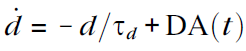 ḋ = - d/τ_d + DA(t)